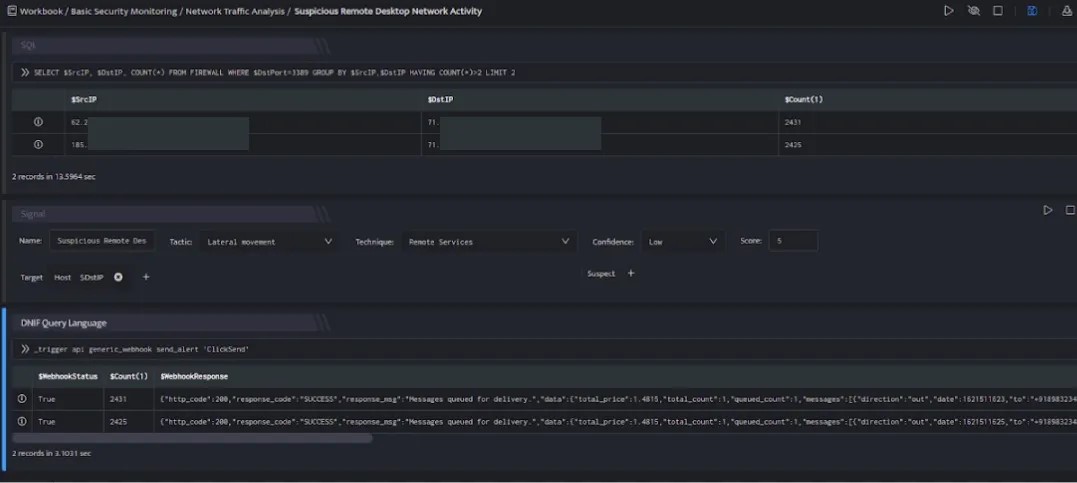 Workbook / Basic Security Monitoring / Network Traffic Analysis / Suspicious Remote Desktop Network Activity
SQL
SELECT $SrcIP, $DstIP, COUNT(*) FROM FIREWALL WHERE $DstPort=3389 GROUP BY $SrcIP,$DstIP HAVING COUNT(*)>2 LIMIT 2
$SrcIP $DstIP $Count(1)
62.2 71. 2431
185. 71. 2425
2 records in 13.5964 sec
Signal
Name: Suspicious Remote Des Tactic: Lateral movement Technique: Remote Services Confidence: Low Score: 5
Target Host $DstIP + Suspect +
DNIF Query Language
_trigger api generic_webhook send_alert 'ClickSend'
$WebhookStatus $Count(1) $WebhookResponse
True 2431 {"http_code":200,"response_code":"SUCCESS","response_msg":"Messages queued for delivery.","data":{"total_price":1.4815,"total_count":1,"queued_count":1,"messages":[{"direction":"out","date":1621511623,"to":"+918983234
True 2425 {"http_code":200,"response_code":"SUCCESS","response_msg":"Messages queued for delivery.","data":{"total_price":1.4815,"total_count":1,"queued_count":1,"messages":[{"direction":"out","date":1621511625,"to":"+918983234
2 records in 3.1031 sec